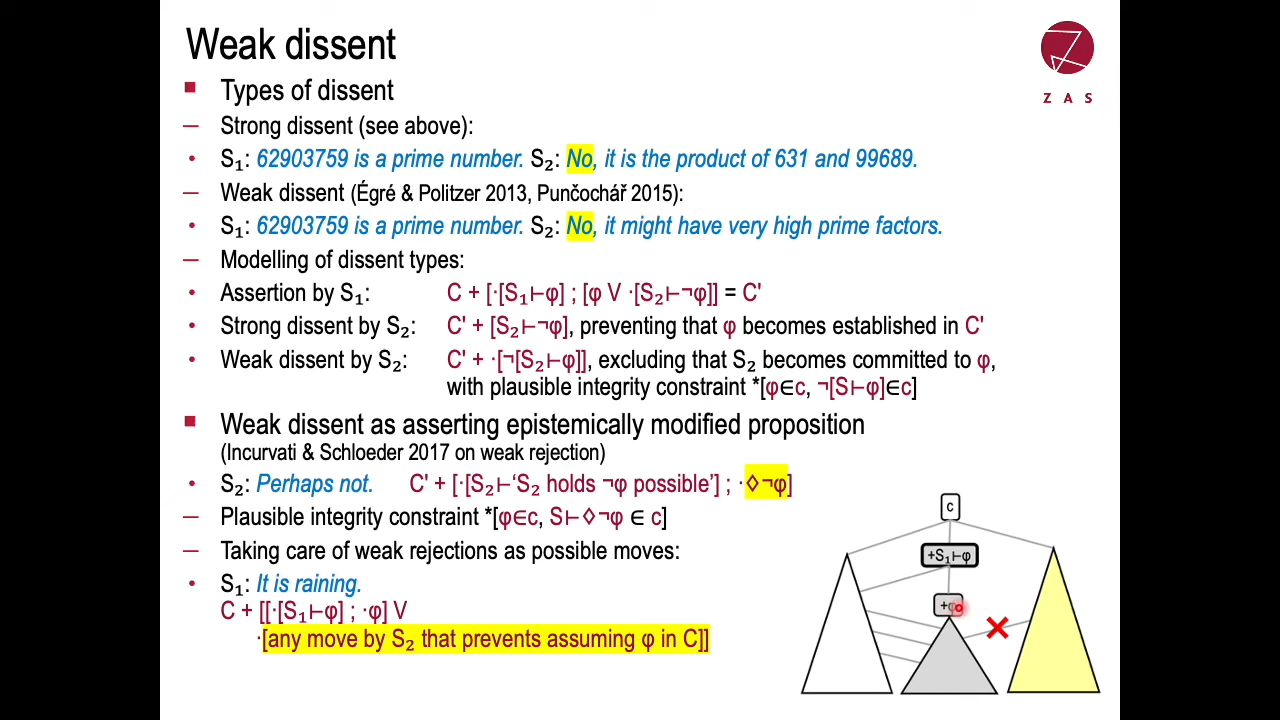 Weak dissent
ZAS
Types of dissent
Strong dissent (see above):
S₁: 62903759 is a prime number. S₂: No, it is the product of 631 and 99689.
Weak dissent (Égré & Politzer 2013, Punčochář 2015):
S₁: 62903759 is a prime number. S₂: No, it might have very high prime factors.
Modelling of dissent types:
Assertion by S₁: C + [·[S₁⊢φ] ; [φ V ·[S₂⊢¬φ]] = C'
Strong dissent by S₂: C' + [S₂⊢¬φ], preventing that φ becomes established in C'
Weak dissent by S₂: C' + ·[¬[S₂⊢φ]], excluding that S₂ becomes committed to φ,
with plausible integrity constraint *[φ∈c, ¬[S⊢φ]∈c]
Weak dissent as asserting epistemically modified proposition
(Incurvati & Schloeder 2017 on weak rejection)
S₂: Perhaps not. C' + [·[S₂⊢‘S₂ holds ¬φ possible’] ; ·◊¬φ]
Plausible integrity constraint *[φ∈c, S⊢◊¬φ ∈ c]
Taking care of weak rejections as possible moves:
S₁: It is raining.
C + [[·[S₁⊢φ] ; ·φ] V
·[any move by S₂ that prevents assuming φ in C]]
c
+S₁⊢φ
+φ